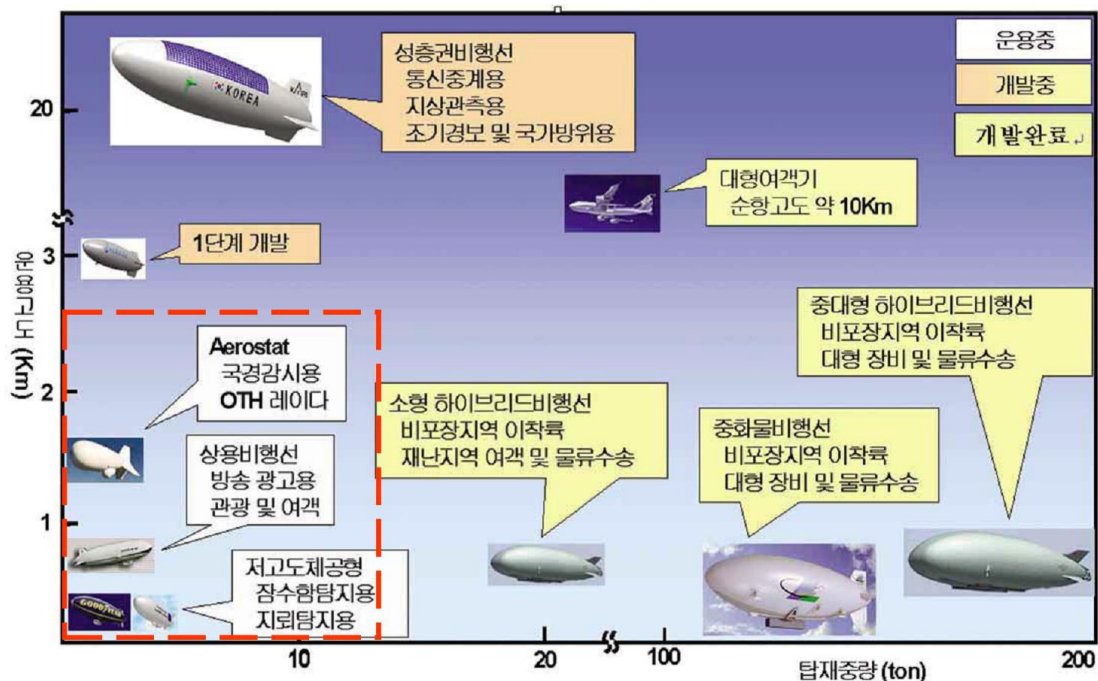 운용중
개발중
개발완료
성층권비행선
통신중계용
지상관측용
조기경보 및 국가방위용
KOREA
대형여객기
순항고도 약 10Km
1단계 개발
중대형 하이브리드비행선
비포장지역 이착륙
대형 장비 및 물류수송
Aerostat
국경감시용
OTH 레이다
소형 하이브리드비행선
비포장지역 이착륙
재난지역 여객 및 물류수송
중화물비행선
비포장지역 이착륙
대형 장비 및 물류수송
상용비행선
방송 광고용
관광 및 여객
저고도체공형
잠수함탐지용
지뢰탐지용
GOODYEAR
운용고도 (Km)
20
3
2
1
10
20
100
200
탑재중량 (ton)